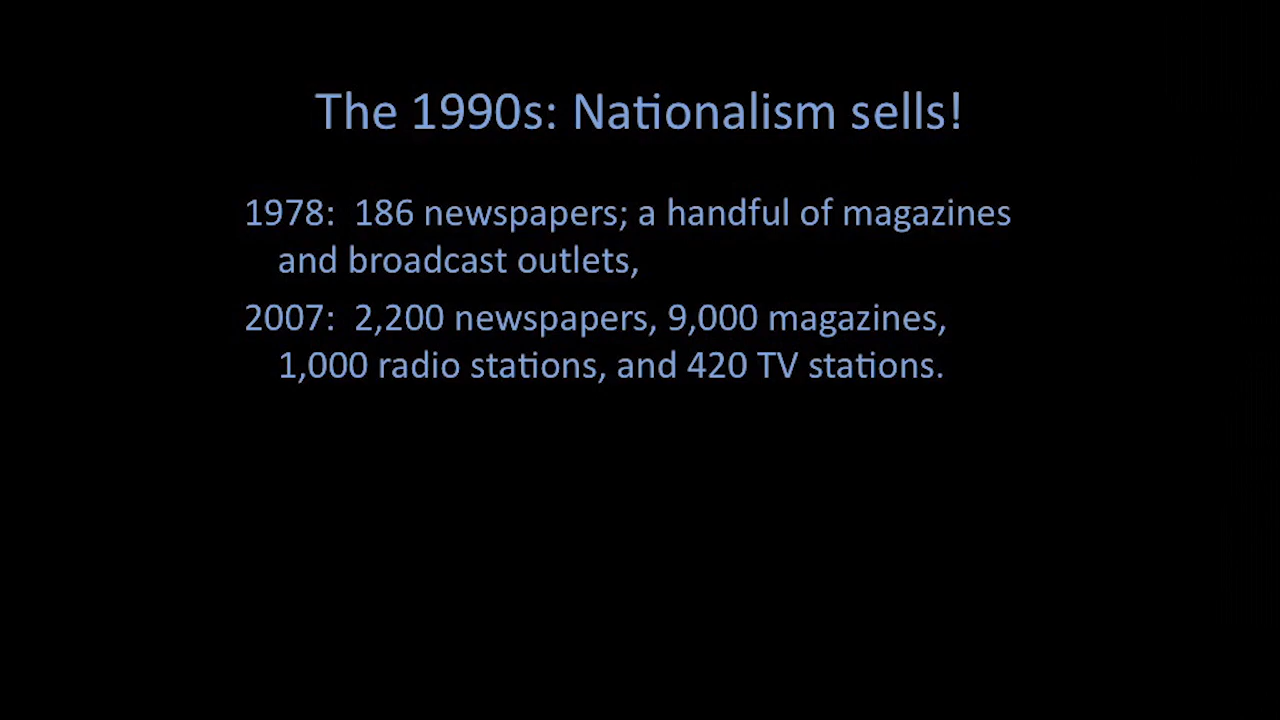 The 1990s: Nationalism sells!
1978:  186 newspapers; a handful of magazines
and broadcast outlets,
2007:  2,200 newspapers, 9,000 magazines,
1,000 radio stations, and 420 TV stations.